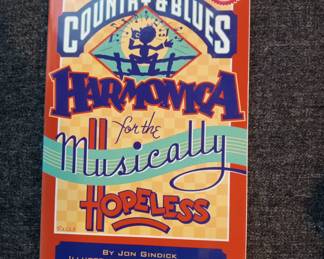 COUNTRY & BLUES
HARMONICA
for the
Musically
HOPELESS
BY JON GINDICK